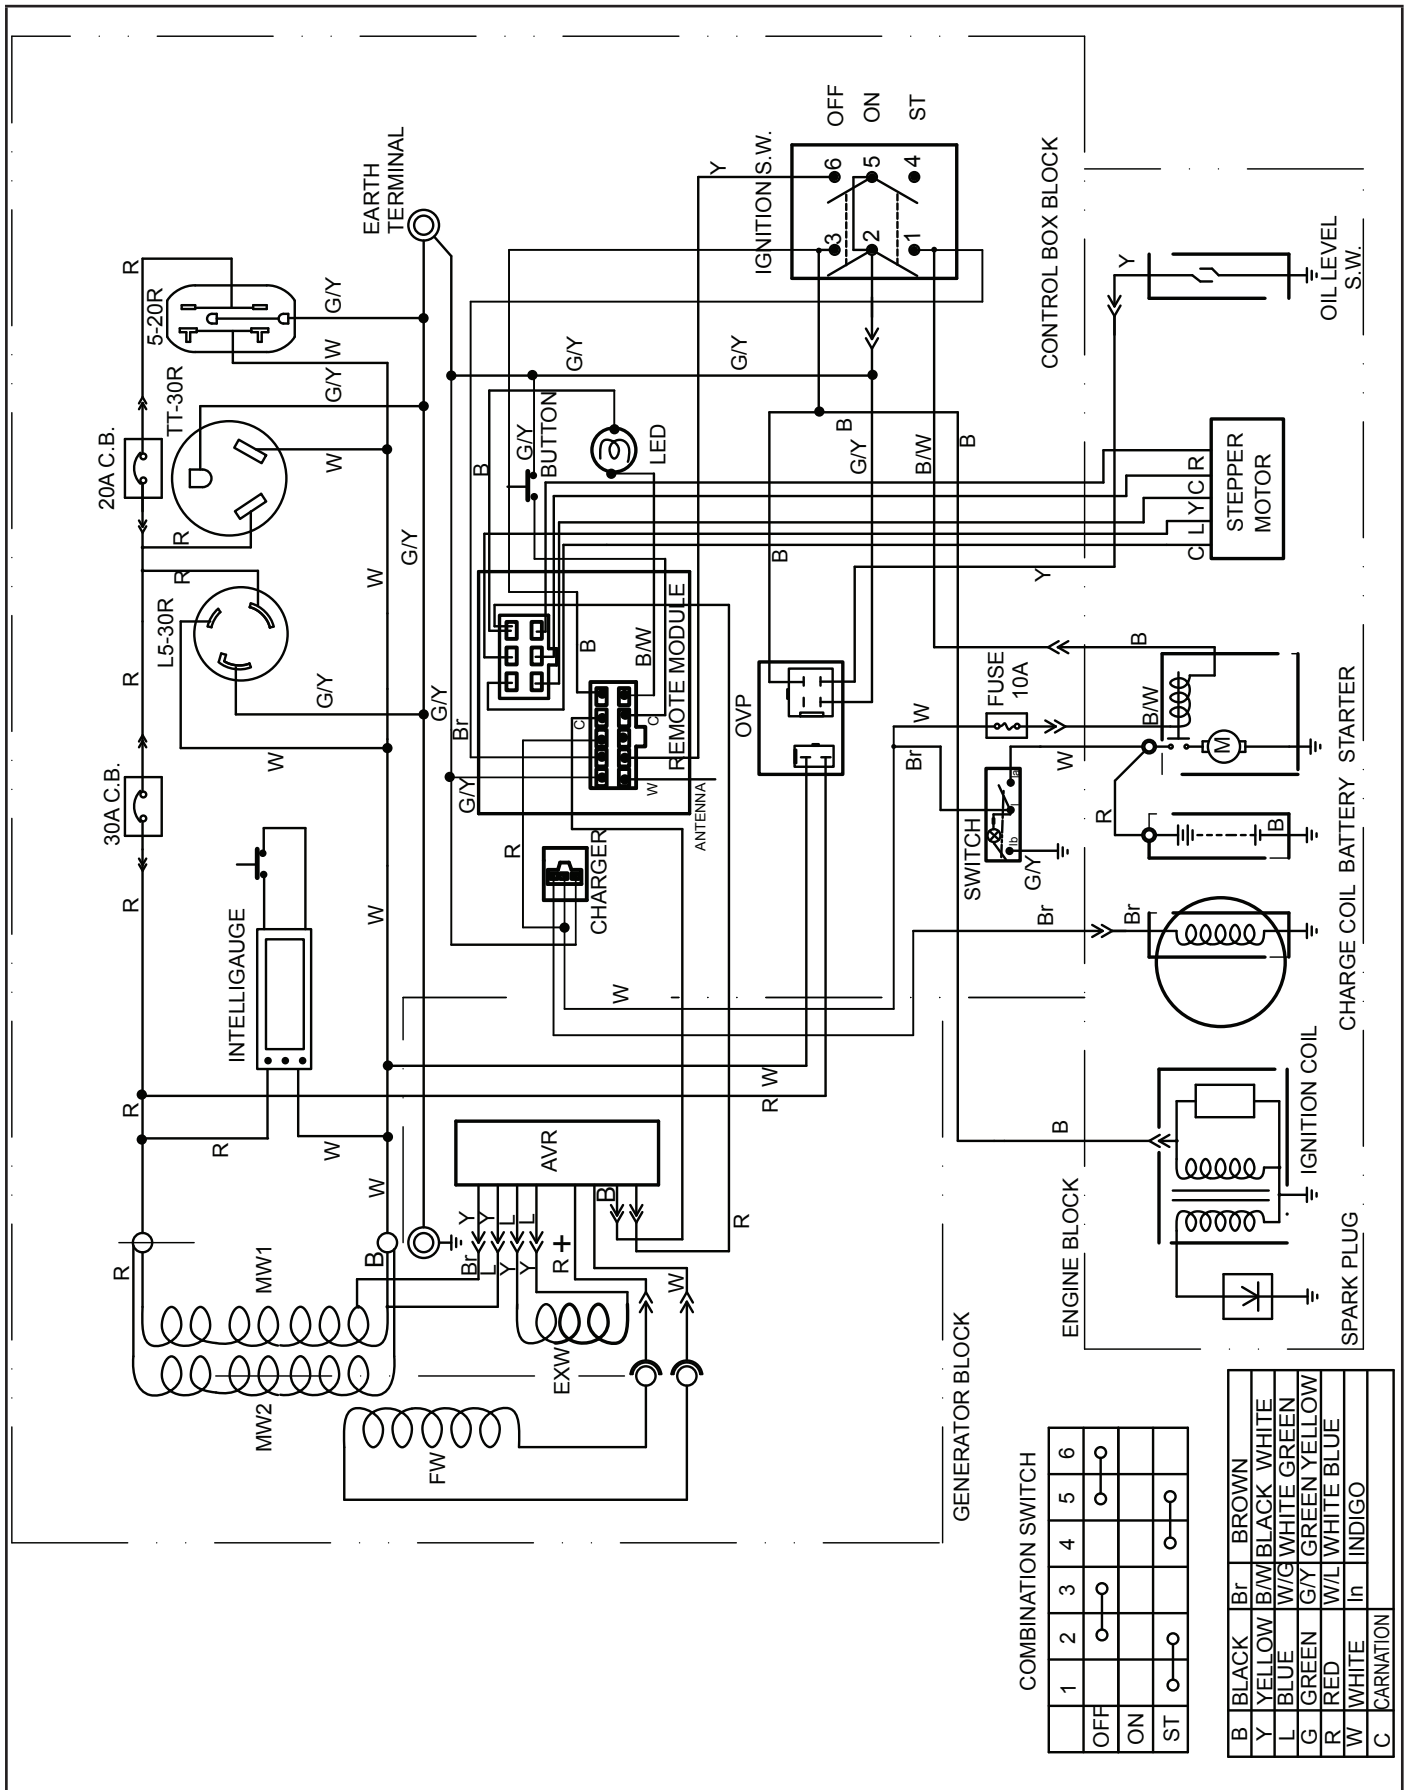 OFF
ON
ST
IGNITION S.W.
6
5
4
3
2
1
Y
EARTH
TERMINAL
R
5-20R
G/Y
W
TT-30R
G/Y
W
20A C.B.
R
R
L5-30R
R
G/Y
W
W
G/Y
30A C.B.
R
W
INTELLIGAUGE
R
R
W
W
CONTROL BOX BLOCK
OIL LEVEL
S.W.
Y
G/Y
G/Y
B
G/Y
BUTTON
LED
B
G/Y
B/W
B
B
STEPPER
MOTOR
C L Y C R
Y
REMOTE MODULE
B
B/W
C
C
W
ANTENNA
G/Y
Br
G/Y
R
CHARGER
OVP
W
Br
FUSE
10A
B
B/W
M
STARTER
SWITCH
Ia
I
Ib
G/Y
W
R
B
BATTERY
Br
Br
CHARGE COIL
W
W
R
R
B
IGNITION COIL
SPARK PLUG
ENGINE BLOCK
AVR
Y
Y
L
L
B
Br
L
Y
Y
R
+
W
B
R
MW1
MW2
EXW
FW
GENERATOR BLOCK
COMBINATION SWITCH
1 2 3 4 5 6
OFF
ON
ST
B BLACK Br BROWN
Y YELLOW B/W BLACK WHITE
L BLUE W/G WHITE GREEN
G GREEN G/Y GREEN YELLOW
R RED W/L WHITE BLUE
W WHITE In INDIGO
C CARNATION